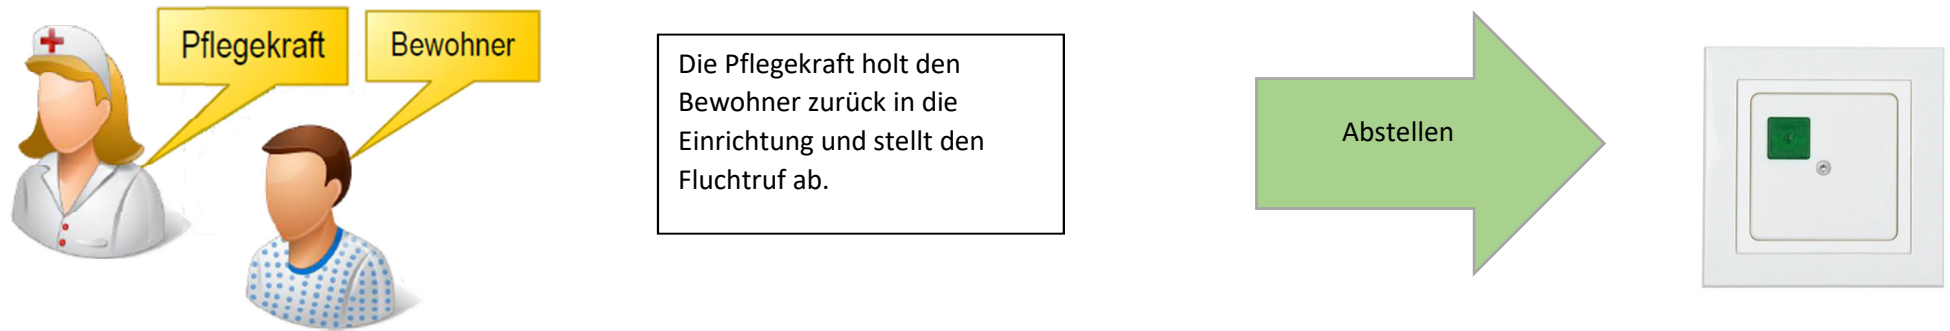 Pflegekraft
Bewohner
Die Pflegekraft holt den
Bewohner zurück in die
Einrichtung und stellt den
Fluchtruf ab.
Abstellen